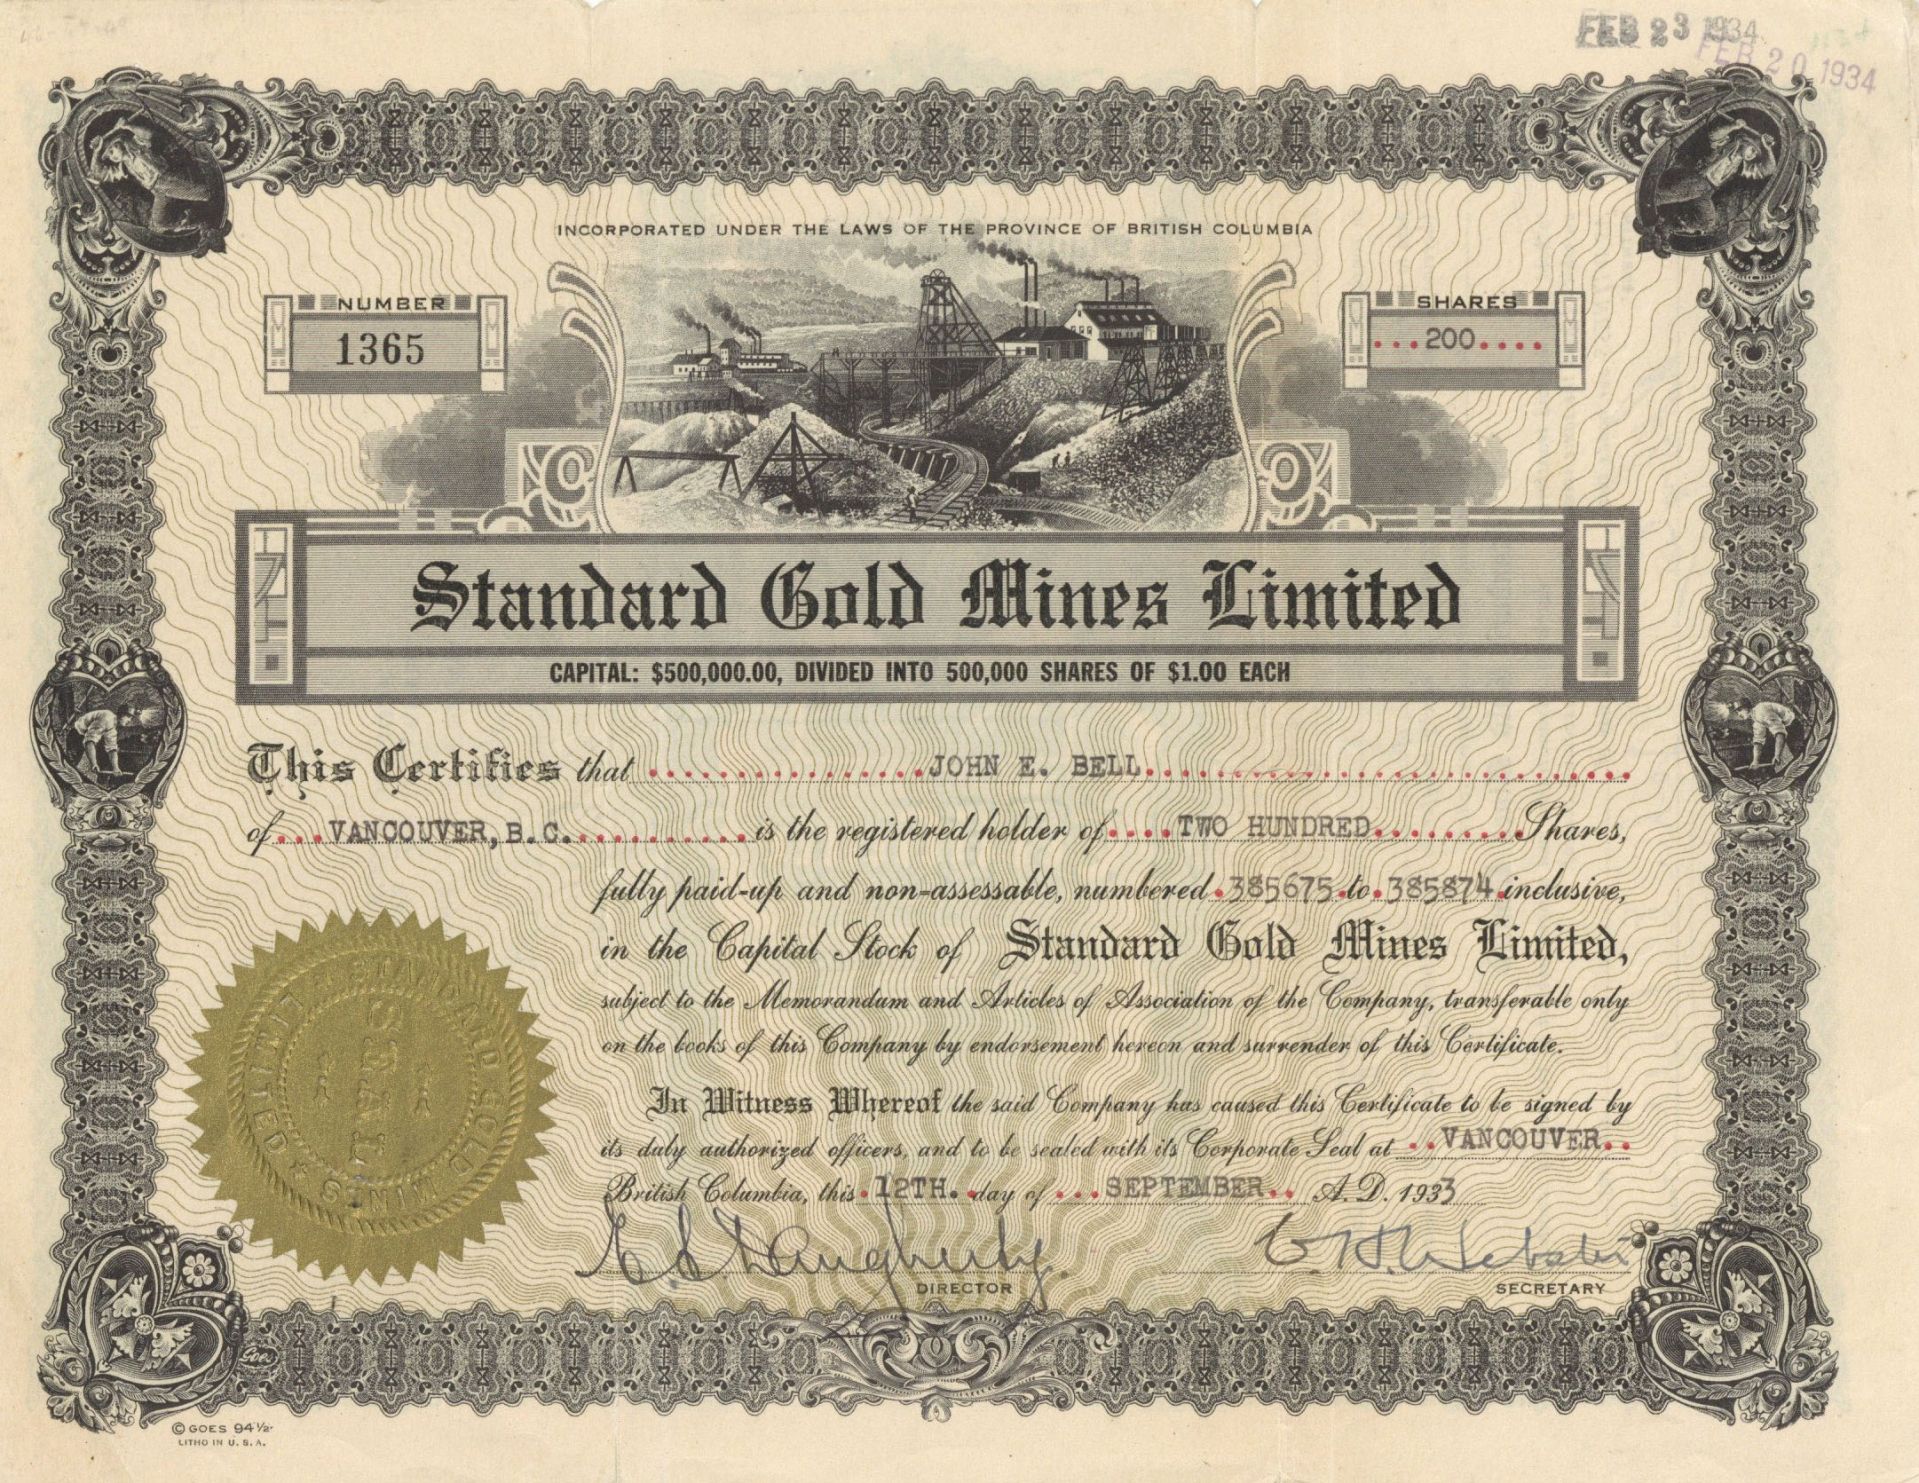 FEB 23 1934
FEB 20 1934
INCORPORATED UNDER THE LAWS OF THE PROVINCE OF BRITISH COLUMBIA
NUMBER
1365
SHARES
...200....
Standard Gold Mines Limited
CAPITAL: $500,000.00, DIVIDED INTO 500,000 SHARES OF $1.00 EACH
This Certifies that JOHN E. BELL
of VANCOUVER, B.C. is the registered holder of TWO HUNDRED Shares,
fully paid-up and non-assessable, numbered 385675 to 385874 inclusive,
in the Capital Stock of Standard Gold Mines Limited,
subject to the Memorandum and Articles of Association of the Company, transferable only
on the books of this Company by endorsement hereon and surrender of this Certificate.
In Witness Whereof the said Company has caused this Certificate to be signed by
its duly authorized officers, and to be sealed with its Corporate Seal at VANCOUVER
British Columbia, this 12TH. day of SEPTEMBER A.D. 1933
DIRECTOR
SECRETARY
Goes
© GOES 94½
LITHO IN U. S. A.